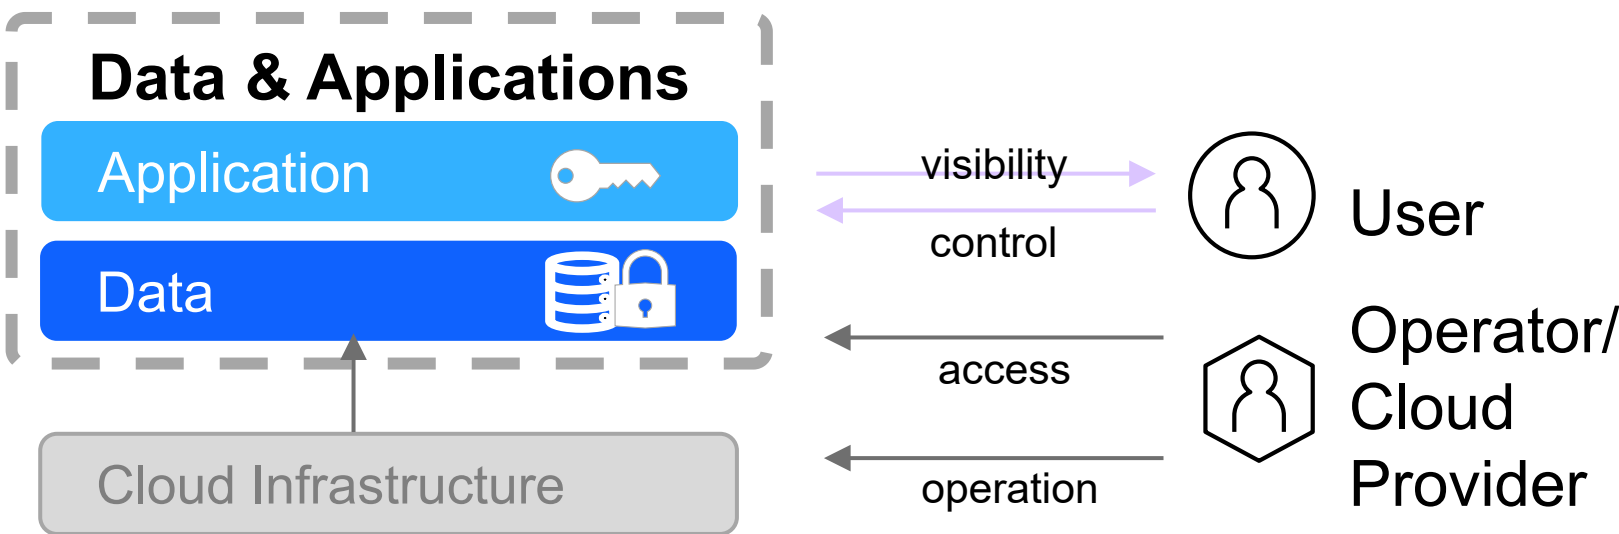 Data & Applications
Application
Data
Cloud Infrastructure
visibility
control
access
operation
User
Operator/
Cloud
Provider